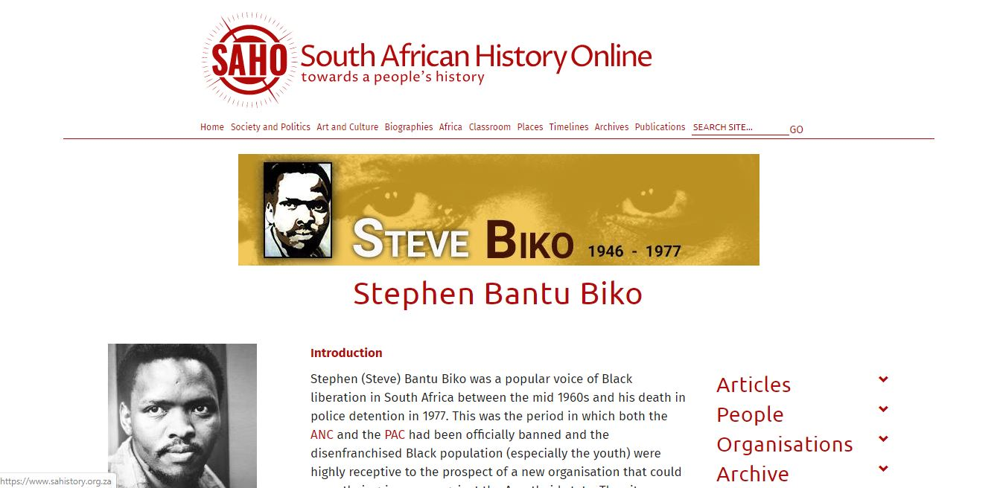 SAHO
South African History Online
towards a people's history
Home Society and Politics Art and Culture Biographies Africa Classroom Places Timelines Archives Publications SEARCH SITE... GO
STEVE BIKO 1946 - 1977
Stephen Bantu Biko
Introduction
Stephen (Steve) Bantu Biko was a popular voice of Black
liberation in South Africa between the mid 1960s and his death in
police detention in 1977. This was the period in which both the
ANC and the PAC had been officially banned and the
disenfranchised Black population (especially the youth) were
highly receptive to the prospect of a new organisation that could
Articles
People
Organisations
Archive
https://www.sahistory.org.za